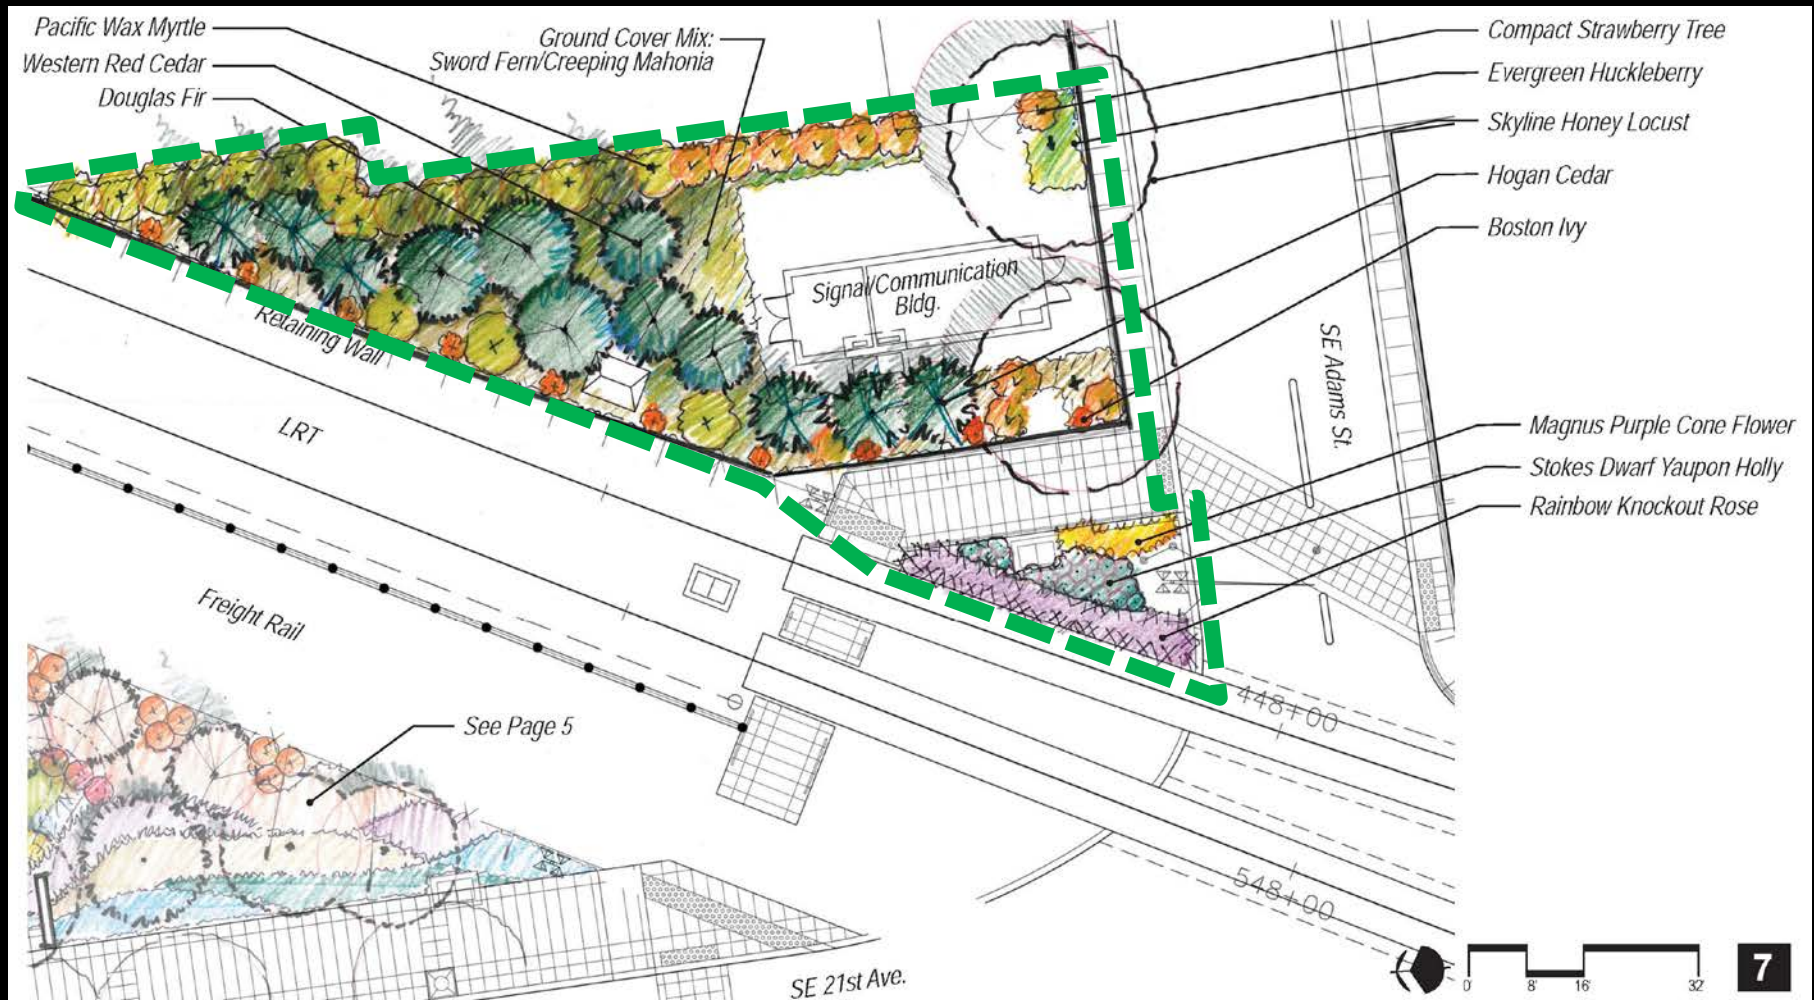 Pacific Wax Myrtle
Western Red Cedar
Douglas Fir
Ground Cover Mix:
Sword Fern/Creeping Mahonia
Compact Strawberry Tree
Evergreen Huckleberry
Skyline Honey Locust
Hogan Cedar
Boston Ivy
Signal/Communication
Bldg.
Retaining Wall
SE Adams St.
LRT
Magnus Purple Cone Flower
Stokes Dwarf Yaupon Holly
Rainbow Knockout Rose
Freight Rail
448+00
See Page 5
548+00
SE 21st Ave.
0' 8' 16' 32'
7